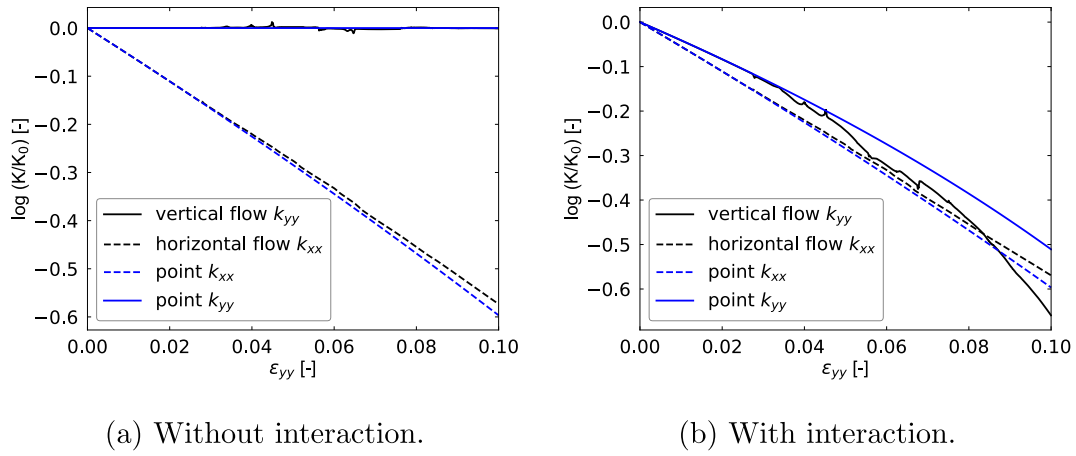 0.0
−0.1
−0.2
−0.3
−0.4
−0.5
−0.6
log (K/K₀) [-]
vertical flow kyy
horizontal flow kxx
point kxx
point kyy
0.00 0.02 0.04 0.06 0.08 0.10
εyy [-]
(a) Without interaction.
0.0
−0.1
−0.2
−0.3
−0.4
−0.5
−0.6
log (K/K₀) [-]
vertical flow kyy
horizontal flow kxx
point kxx
point kyy
0.00 0.02 0.04 0.06 0.08 0.10
εyy [-]
(b) With interaction.